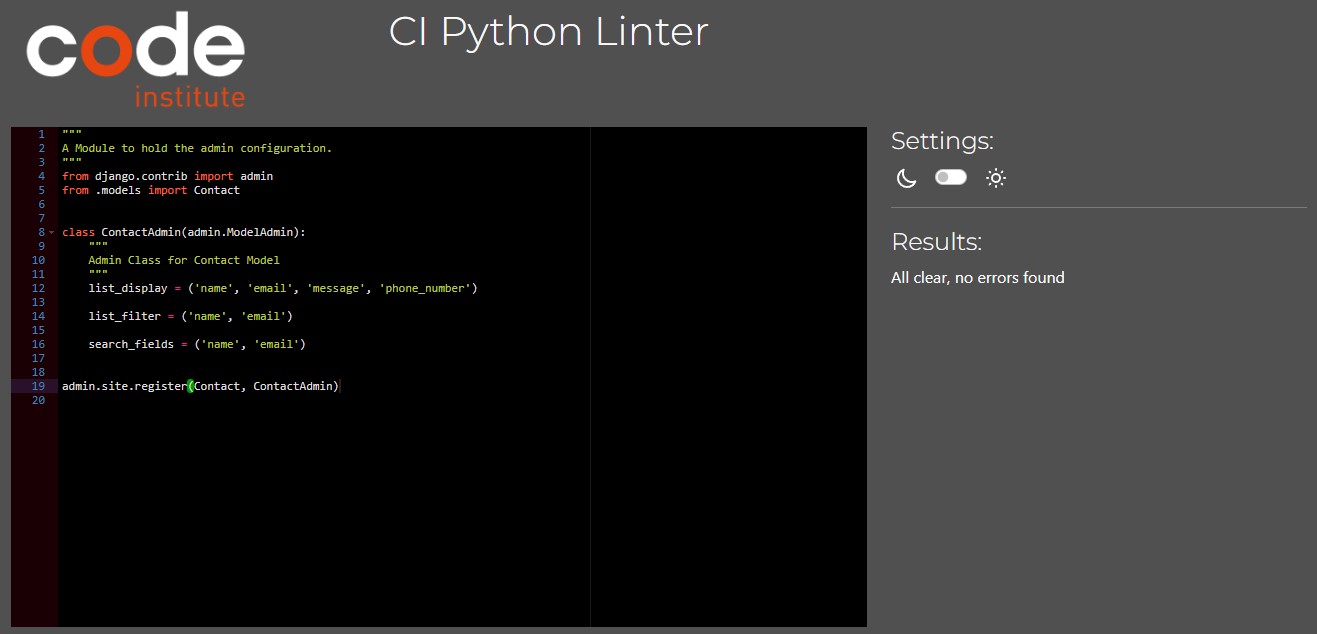 code
institute
CI Python Linter
1 """
2 A Module to hold the admin configuration.
3 """
4 from django.contrib import admin
5 from .models import Contact
6
7
8 class ContactAdmin(admin.ModelAdmin):
9     """
10     Admin Class for Contact Model
11     """
12     list_display = ('name', 'email', 'message', 'phone_number')
13
14     list_filter = ('name', 'email')
15
16     search_fields = ('name', 'email')
17
18
19 admin.site.register(Contact, ContactAdmin)
20
Settings:
Results:
All clear, no errors found